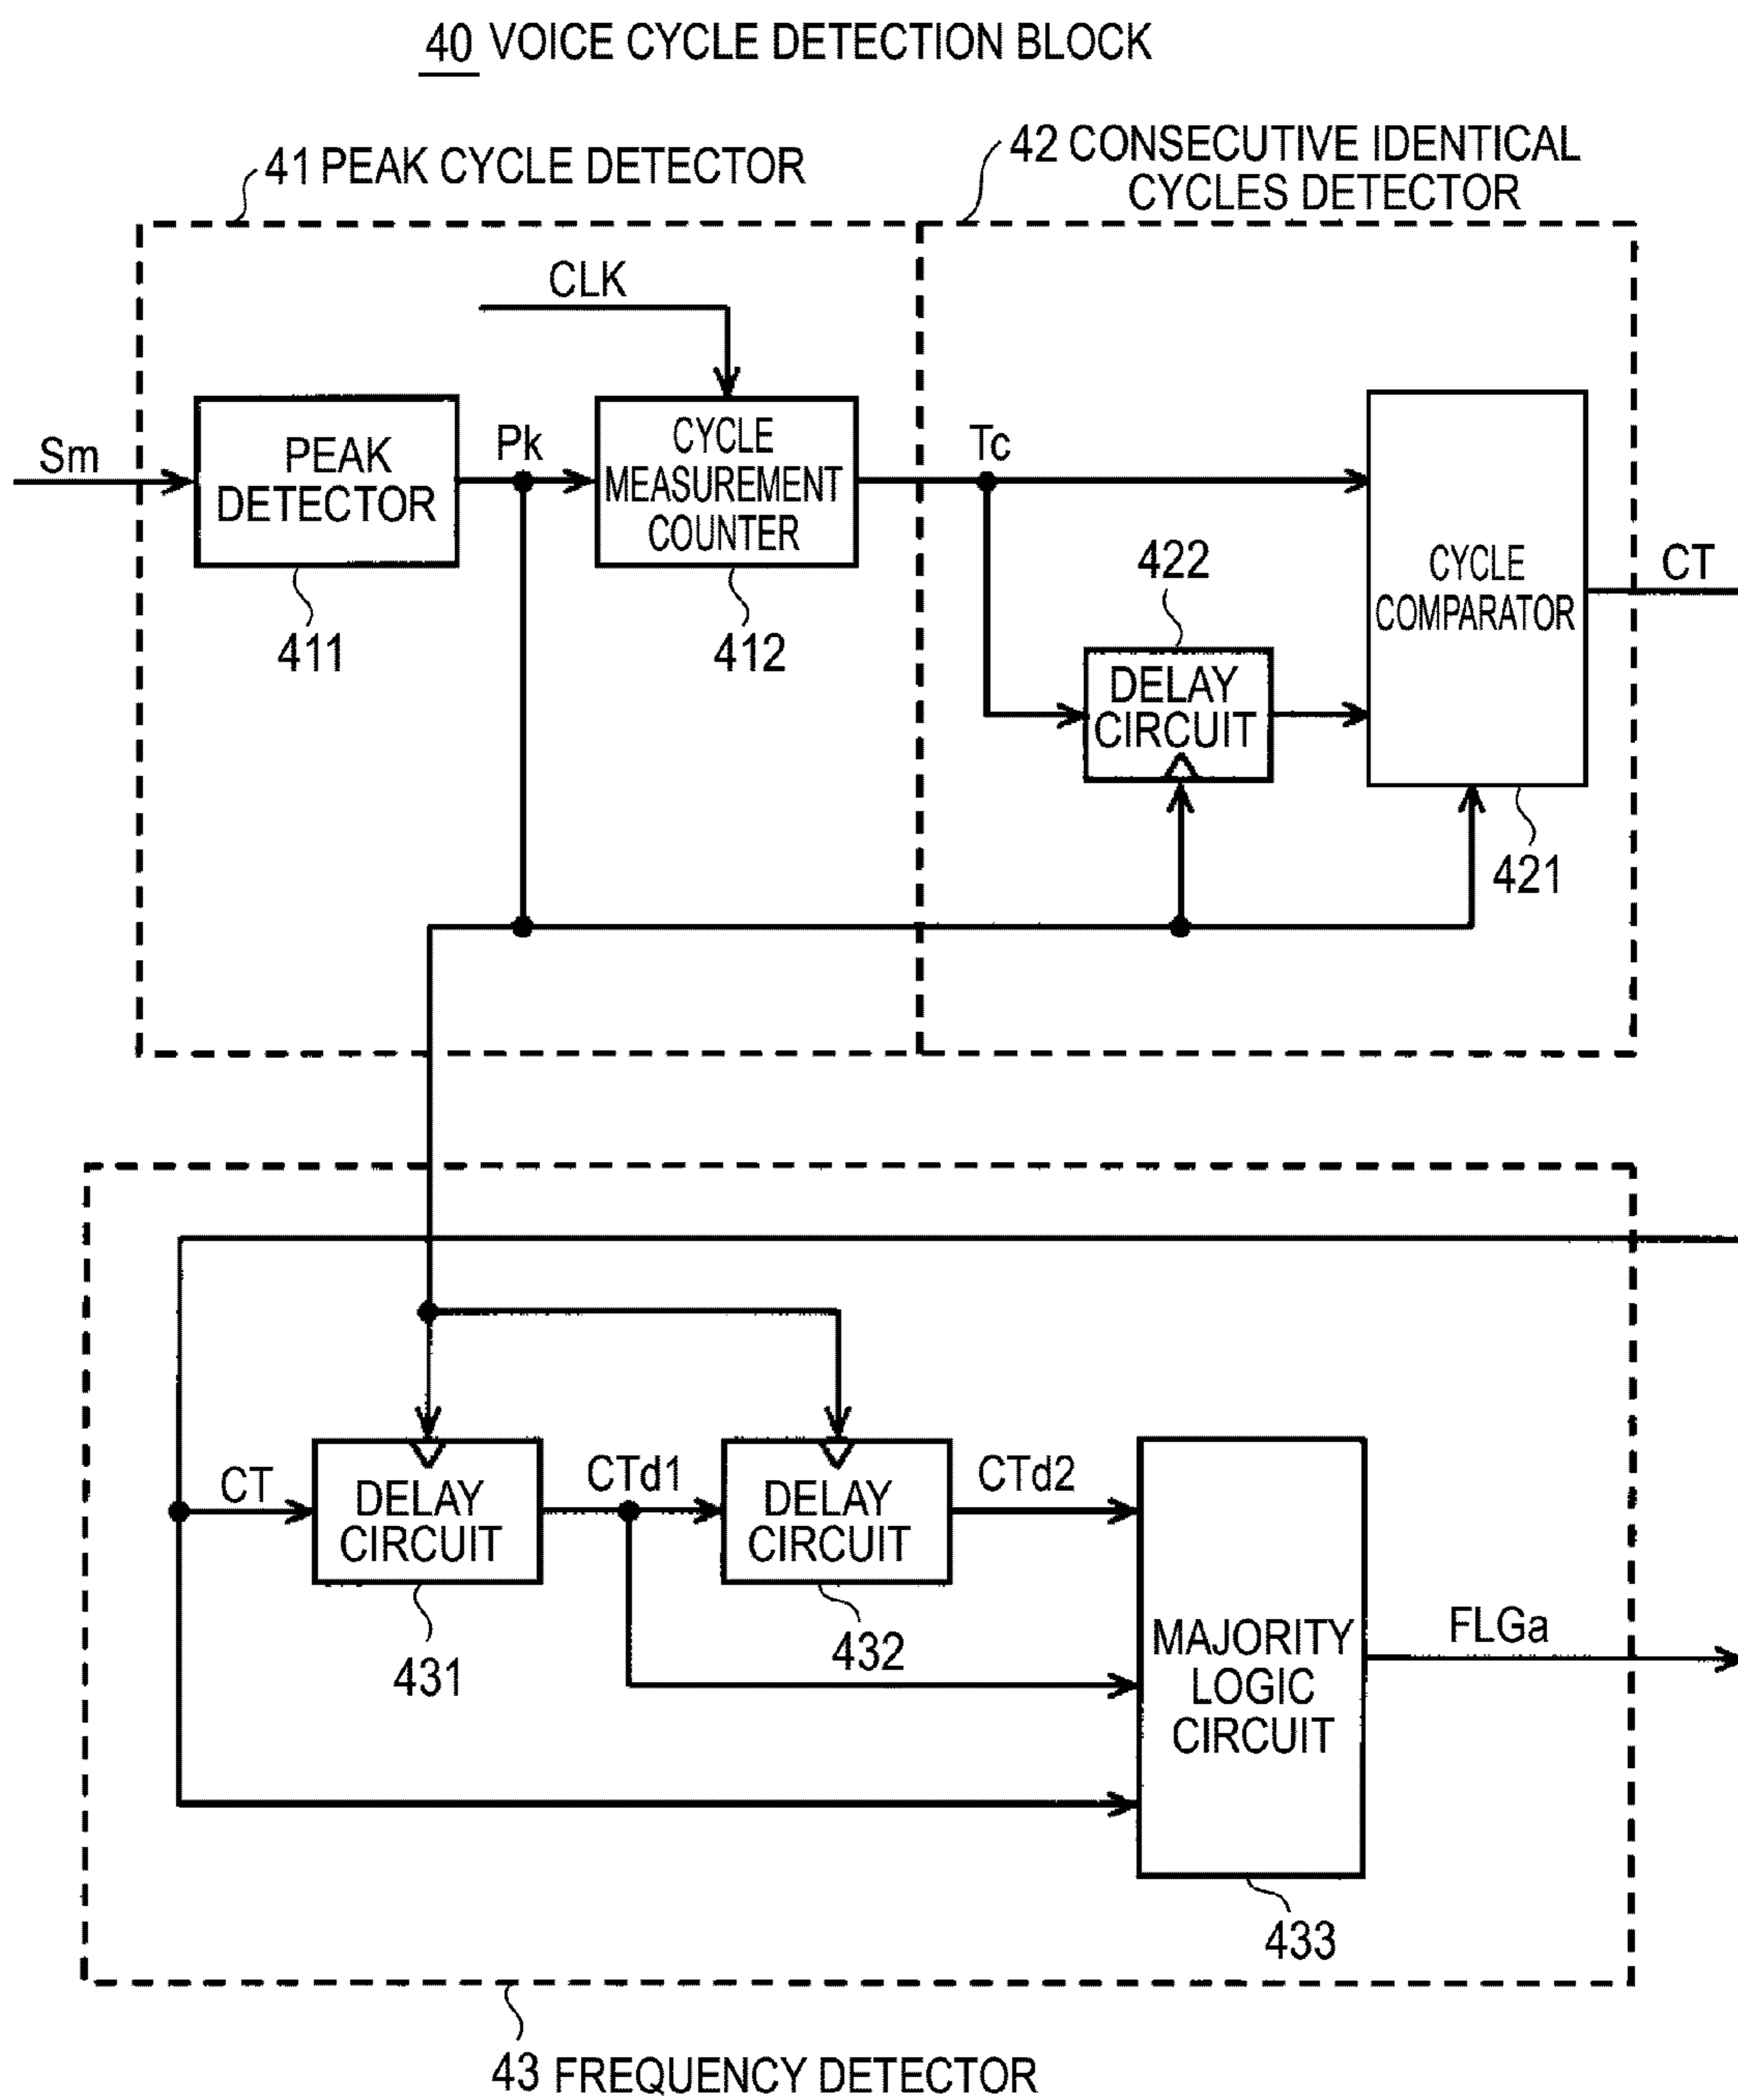 40 VOICE CYCLE DETECTION BLOCK
41 PEAK CYCLE DETECTOR
42 CONSECUTIVE IDENTICAL
CYCLES DETECTOR
CLK
Sm
PEAK
DETECTOR
411
Pk
CYCLE
MEASUREMENT
COUNTER
412
Tc
422
DELAY
CIRCUIT
CYCLE
COMPARATOR
421
CT
CT
DELAY
CIRCUIT
431
CTd1
DELAY
CIRCUIT
432
CTd2
MAJORITY
LOGIC
CIRCUIT
433
FLGa
43 FREQUENCY DETECTOR